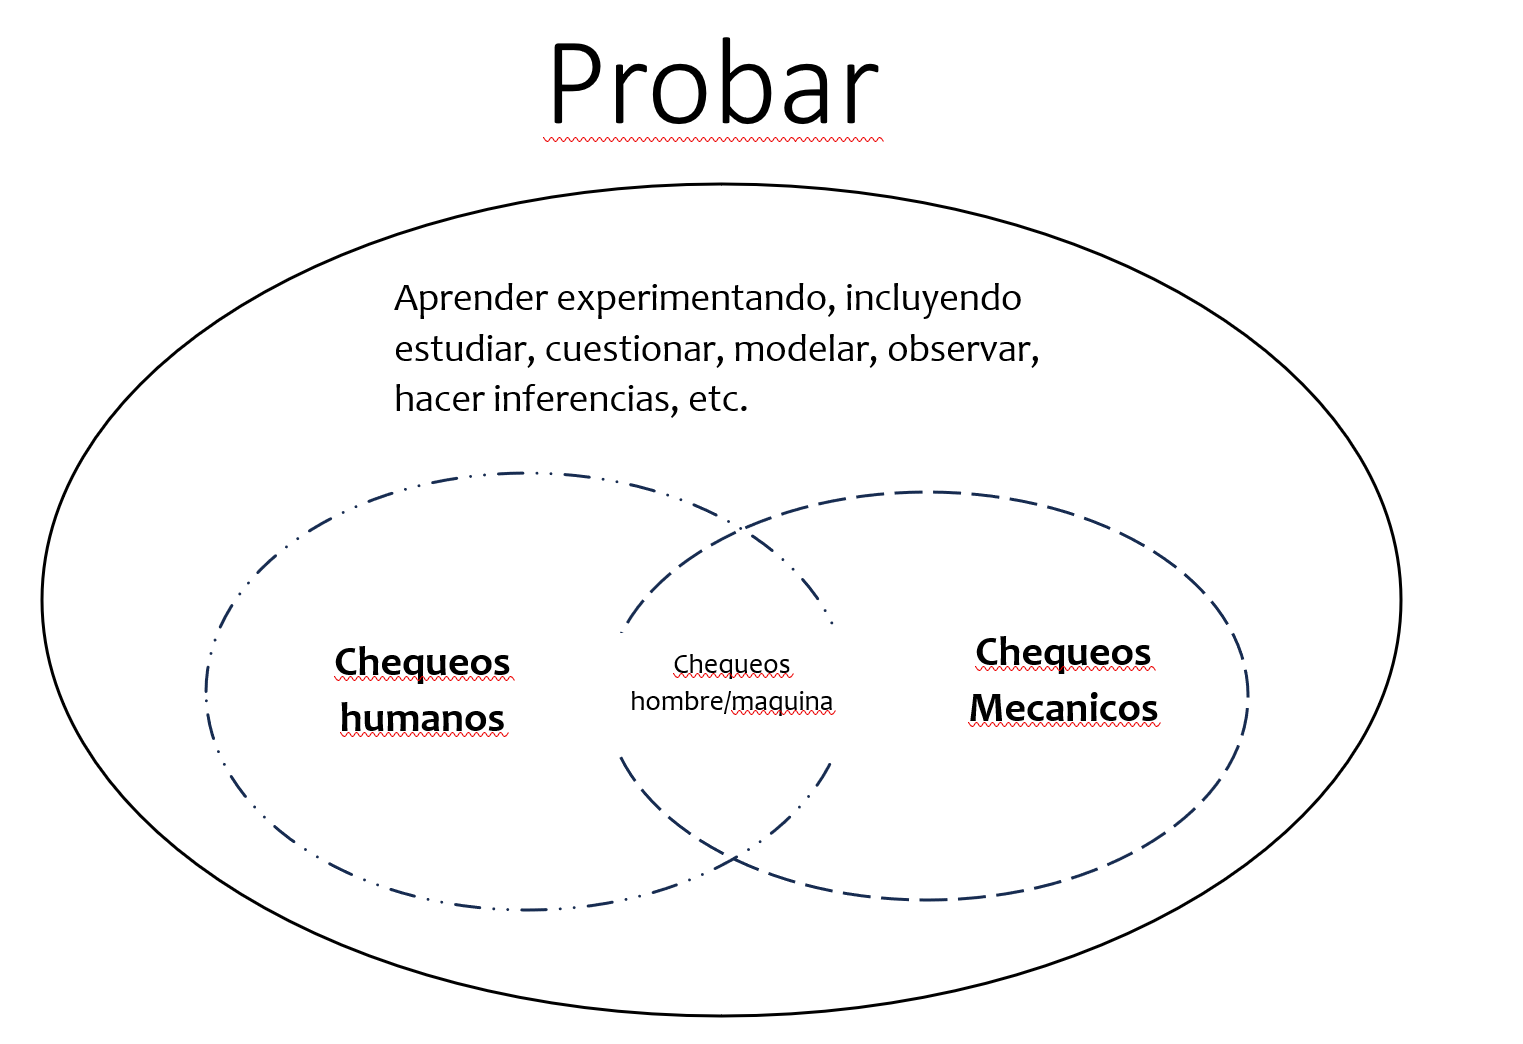 Probar
Aprender experimentando, incluyendo
estudiar, cuestionar, modelar, observar,
hacer inferencias, etc.
Chequeos
humanos
Chequeos
hombre/maquina
Chequeos
Mecanicos